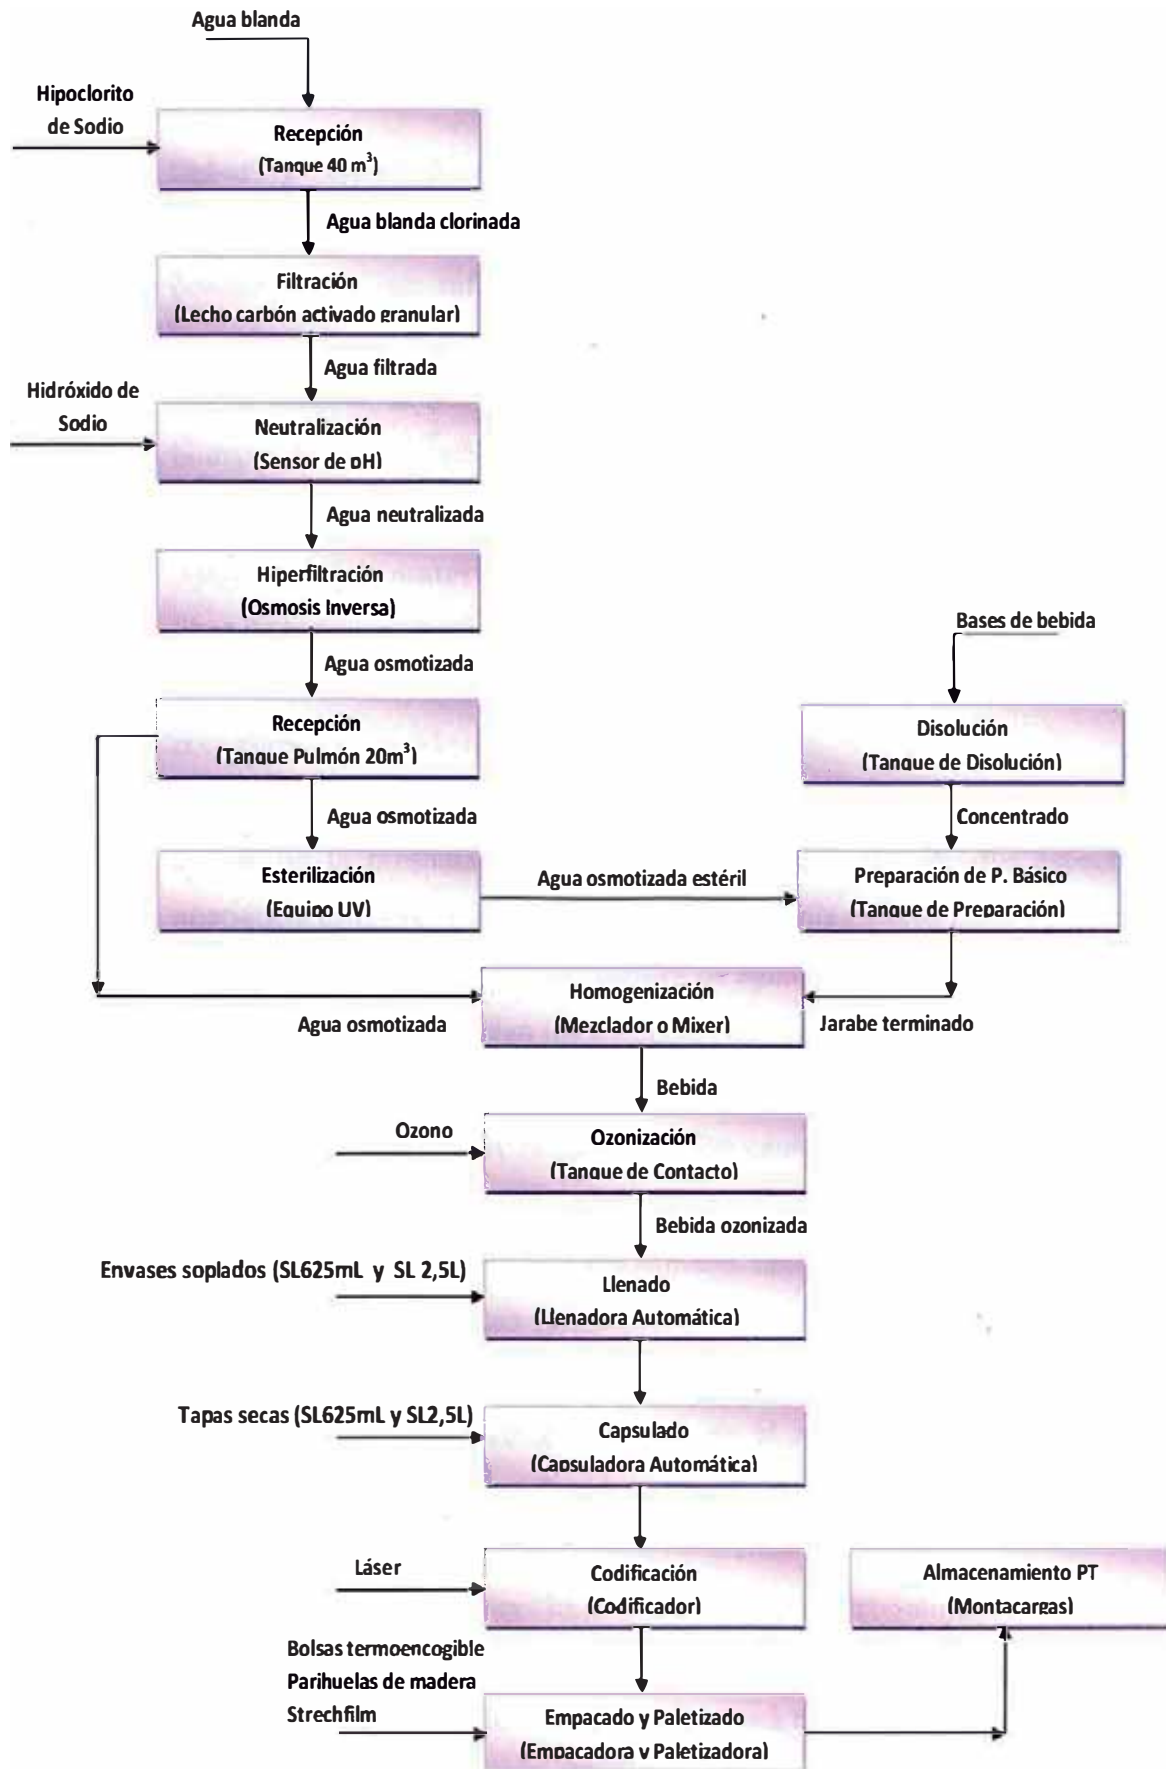 Agua blanda
Hipoclorito
de Sodio
Recepción
(Tanque 40 m³)
Agua blanda clorinada
Filtración
(Lecho carbón activado granular)
Agua filtrada
Hidróxido de
Sodio
Neutralización
(Sensor de pH)
Agua neutralizada
Hiperfiltración
(Osmosis Inversa)
Agua osmotizada
Bases de bebida
Recepción
(Tanque Pulmón 20m³)
Disolución
(Tanque de Disolución)
Agua osmotizada
Concentrado
Esterilización
(Equipo UV)
Agua osmotizada estéril
Preparación de P. Básico
(Tanque de Preparación)
Homogenización
(Mezclador o Mixer)
Agua osmotizada
Jarabe terminado
Bebida
Ozono
Ozonización
(Tanque de Contacto)
Bebida ozonizada
Envases soplados (SL625mL y SL 2,5L)
Llenado
(Llenadora Automática)
Tapas secas (SL625mL y SL2,5L)
Capsulado
(Capsuladora Automática)
Láser
Codificación
(Codificador)
Almacenamiento PT
(Montacargas)
Bolsas termoencogible
Parihuelas de madera
Strechfilm
Empacado y Paletizado
(Empacadora y Paletizadora)